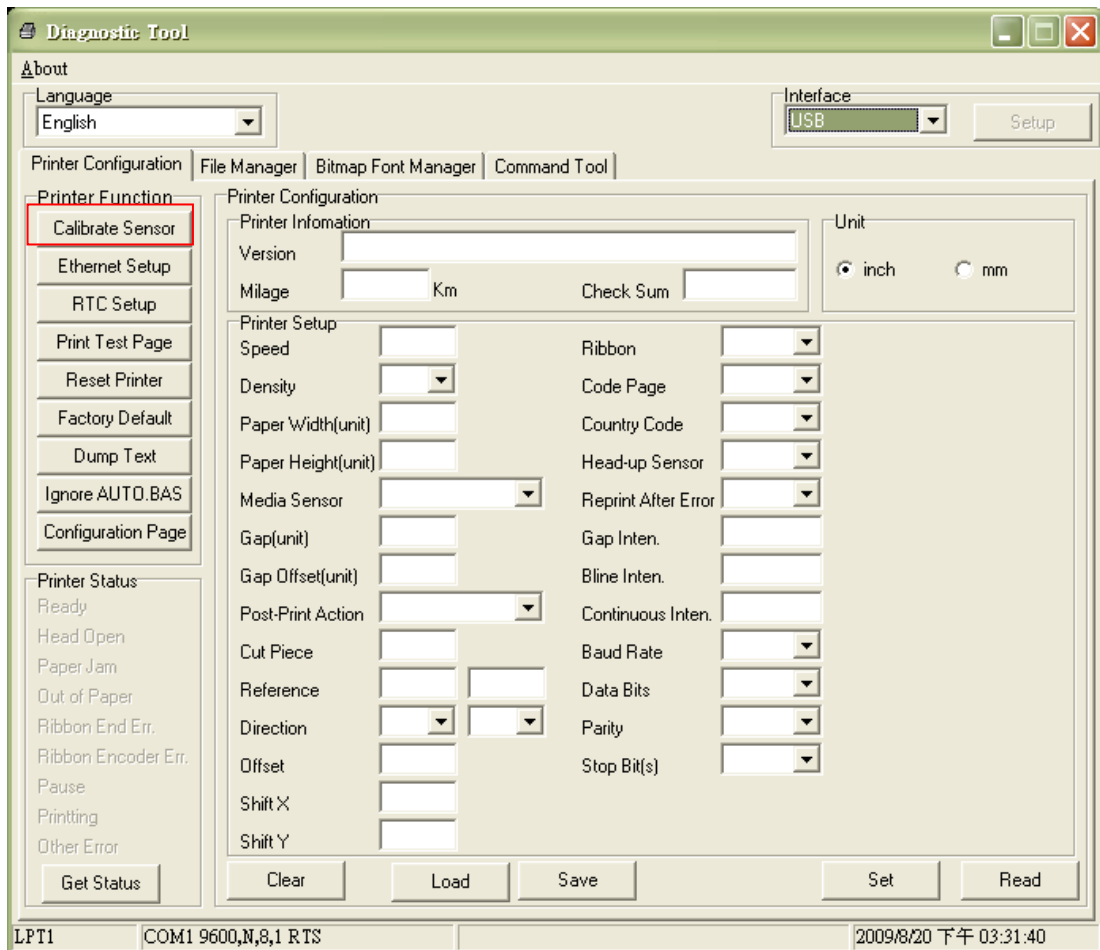 Diagnostic Tool
About
Language
English
Interface
USB
Setup
Printer Configuration
File Manager
Bitmap Font Manager
Command Tool
Printer Function
Calibrate Sensor
Ethernet Setup
RTC Setup
Print Test Page
Reset Printer
Factory Default
Dump Text
Ignore AUTO.BAS
Configuration Page
Printer Status
Ready
Head Open
Paper Jam
Out of Paper
Ribbon End Err.
Ribbon Encoder Err.
Pause
Printting
Other Error
Get Status
Printer Configuration
Printer Infomation
Version
Milage
Km
Check Sum
Unit
inch
mm
Printer Setup
Speed
Density
Paper Width(unit)
Paper Height(unit)
Media Sensor
Gap(unit)
Gap Offset(unit)
Post-Print Action
Cut Piece
Reference
Direction
Offset
Shift X
Shift Y
Ribbon
Code Page
Country Code
Head-up Sensor
Reprint After Error
Gap Inten.
Bline Inten.
Continuous Inten.
Baud Rate
Data Bits
Parity
Stop Bit(s)
Clear
Load
Save
Set
Read
LPT1
COM1 9600,N,8,1 RTS
2009/8/20 下午 03:31:40